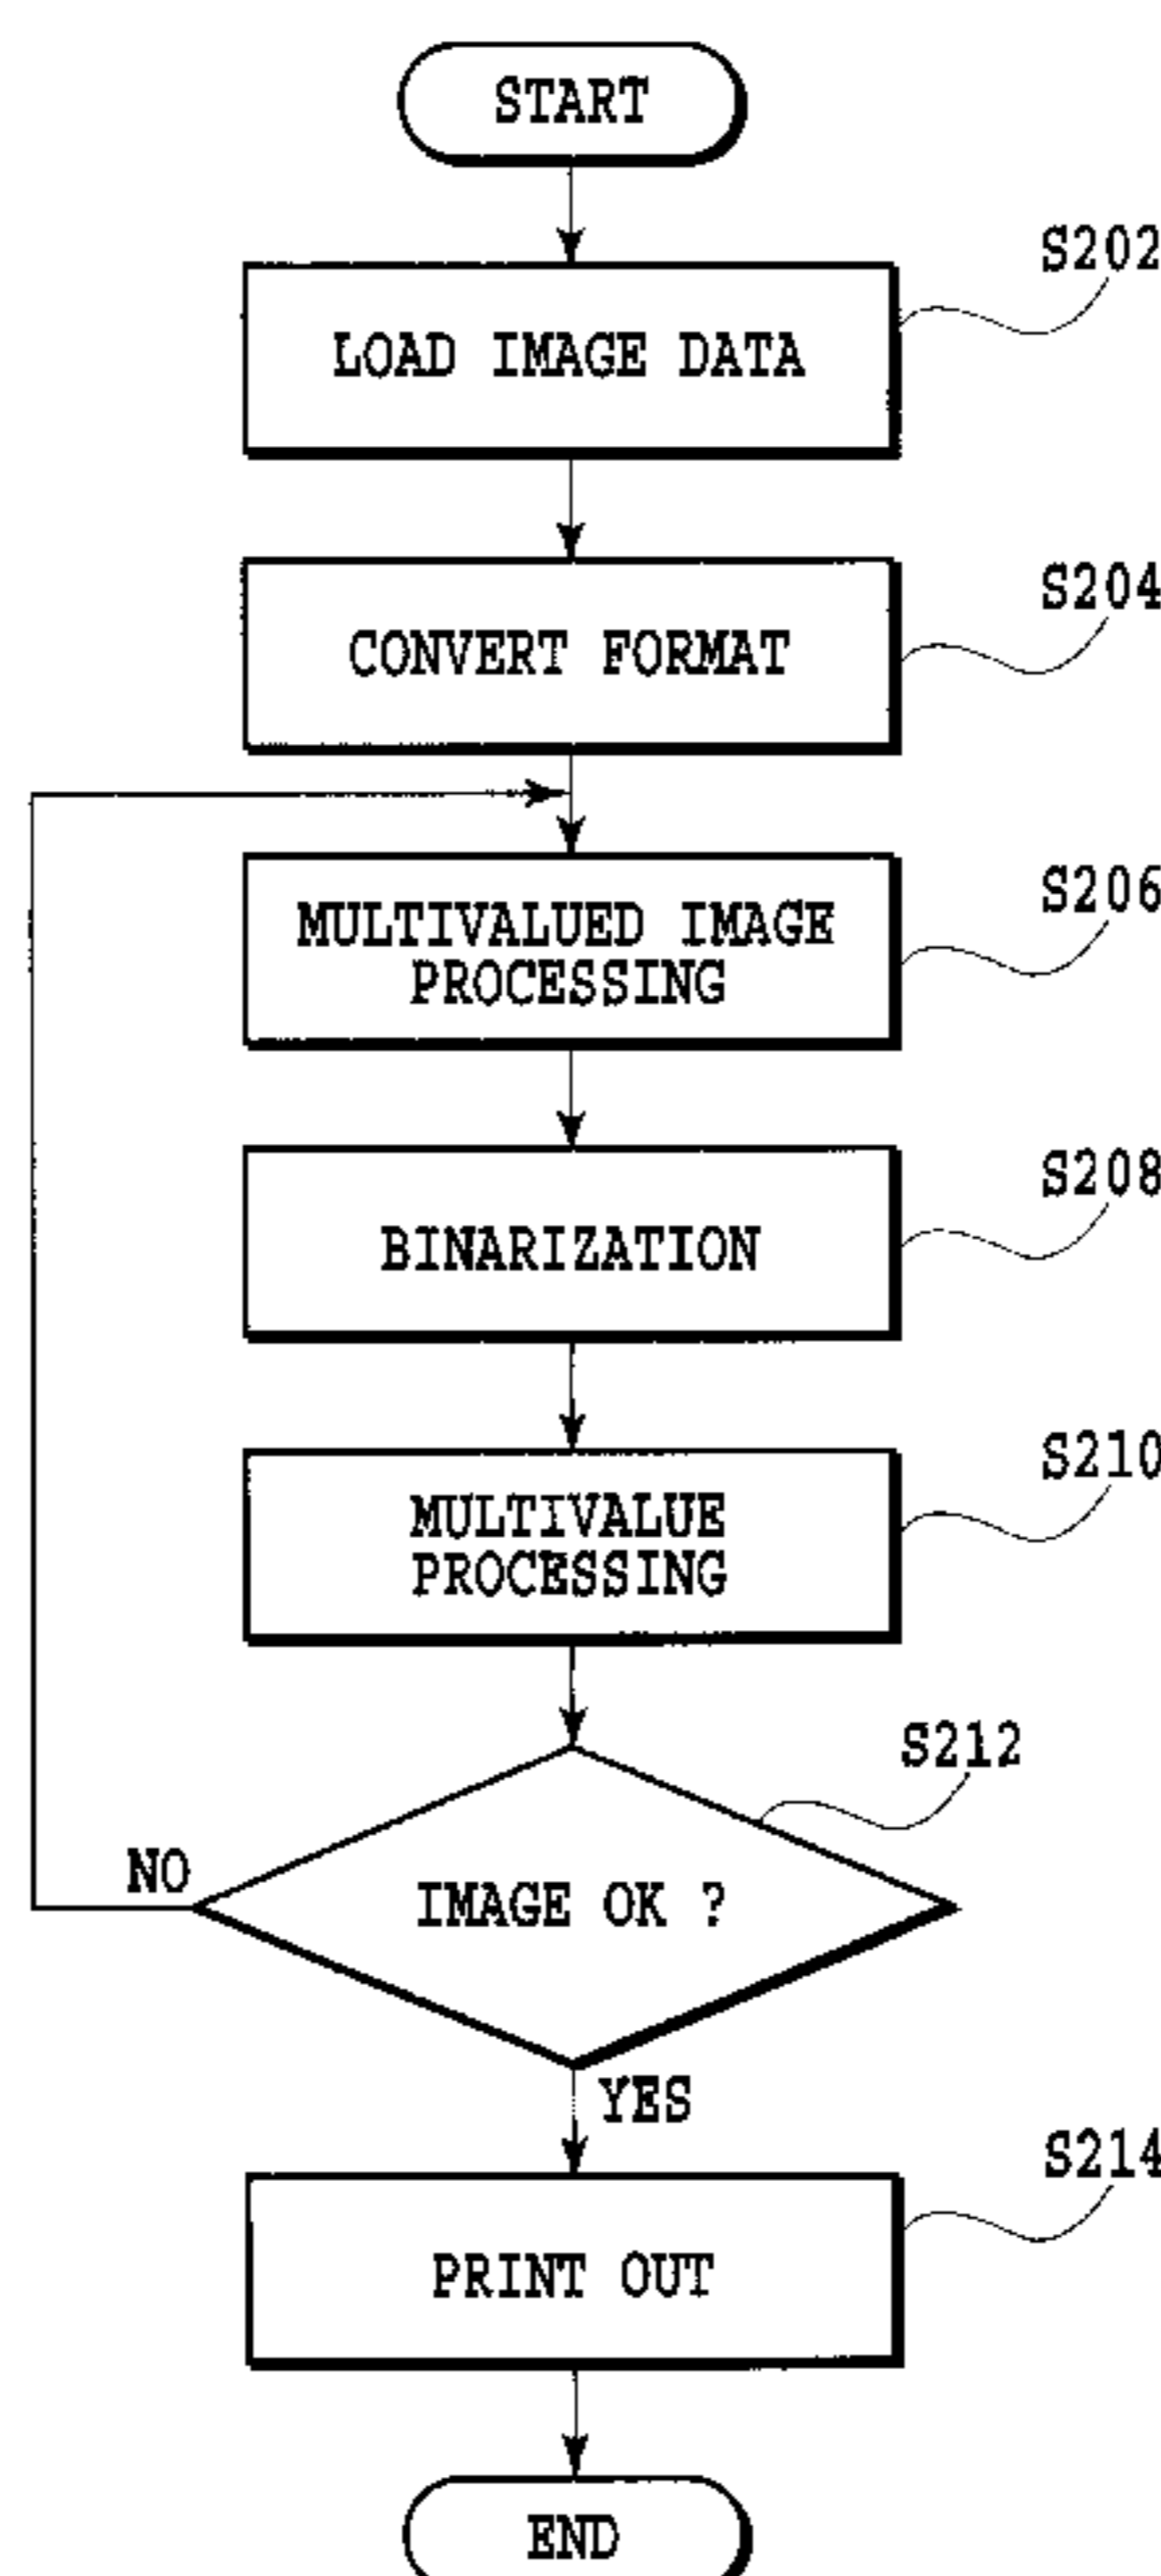 START
S202
LOAD IMAGE DATA
S204
CONVERT FORMAT
S206
MULTIVALUED IMAGE
PROCESSING
S208
BINARIZATION
S210
MULTIVALUE
PROCESSING
S212
NO
IMAGE OK ?
YES
S214
PRINT OUT
END